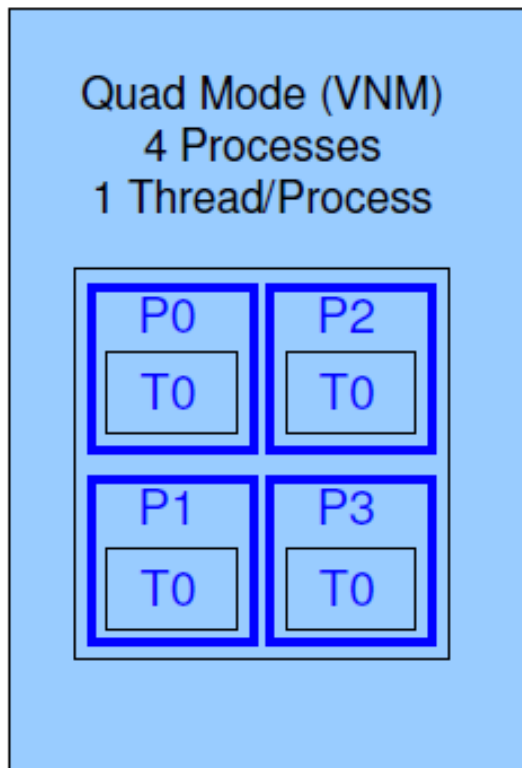 Quad Mode (VNM)
4 Processes
1 Thread/Process
P0 P2
T0 T0
P1 P3
T0 T0